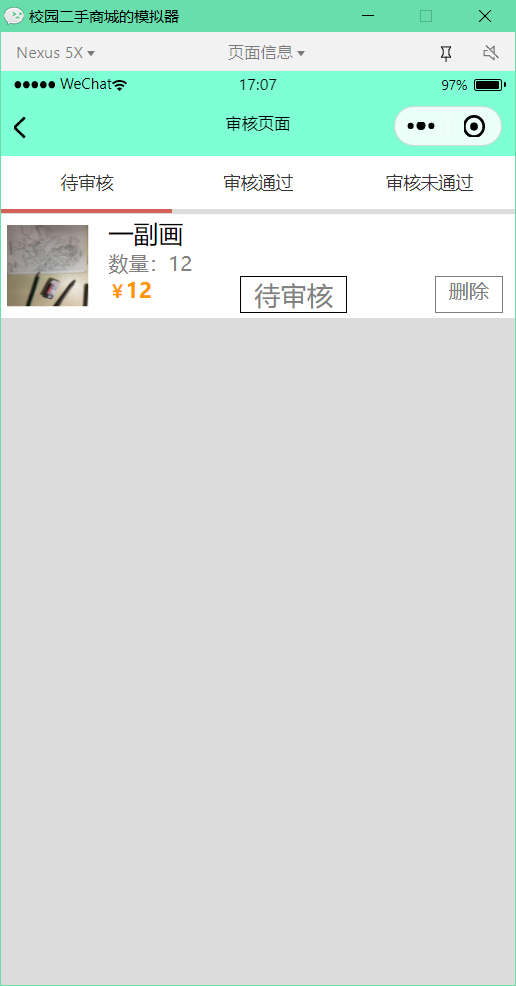 校园二手商城的模拟器
Nexus 5X 页面信息
WeChat 17:07 97%
审核页面
待审核 审核通过 审核未通过
一副画
数量：12
￥12 待审核 删除